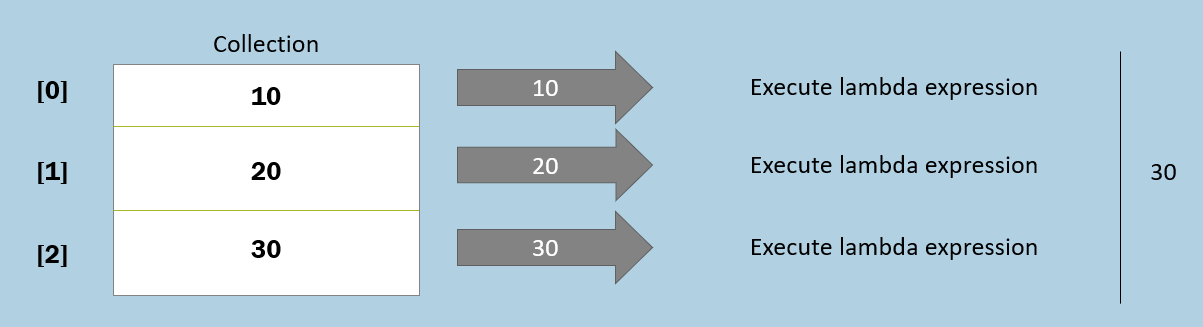 Collection
[0] 10 10 Execute lambda expression
[1] 20 20 Execute lambda expression 30
[2] 30 30 Execute lambda expression